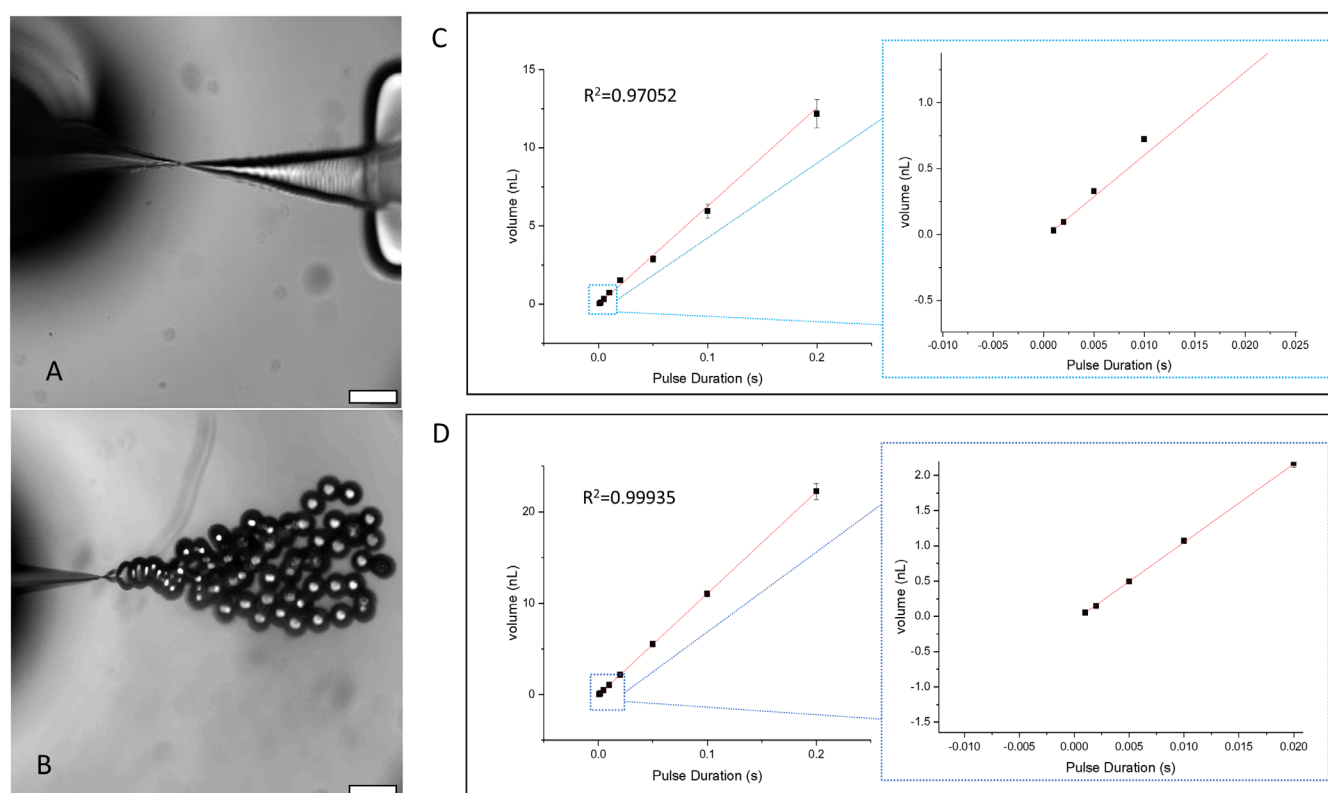 A
B
C
R²=0.97052
15
10
5
0
volume (nL)
0.0 0.1 0.2
Pulse Duration (s)
1.0
0.5
0.0
-0.5
volume (nL)
-0.010 -0.005 0.000 0.005 0.010 0.015 0.020 0.025
Pulse Duration (s)
D
R²=0.99935
20
10
0
volume (nL)
0.0 0.1 0.2
Pulse Duration (s)
2.0
1.5
1.0
0.5
0.0
-0.5
-1.0
-1.5
volume (nL)
-0.010 -0.005 0.000 0.005 0.010 0.015 0.020
Pulse Duration (s)